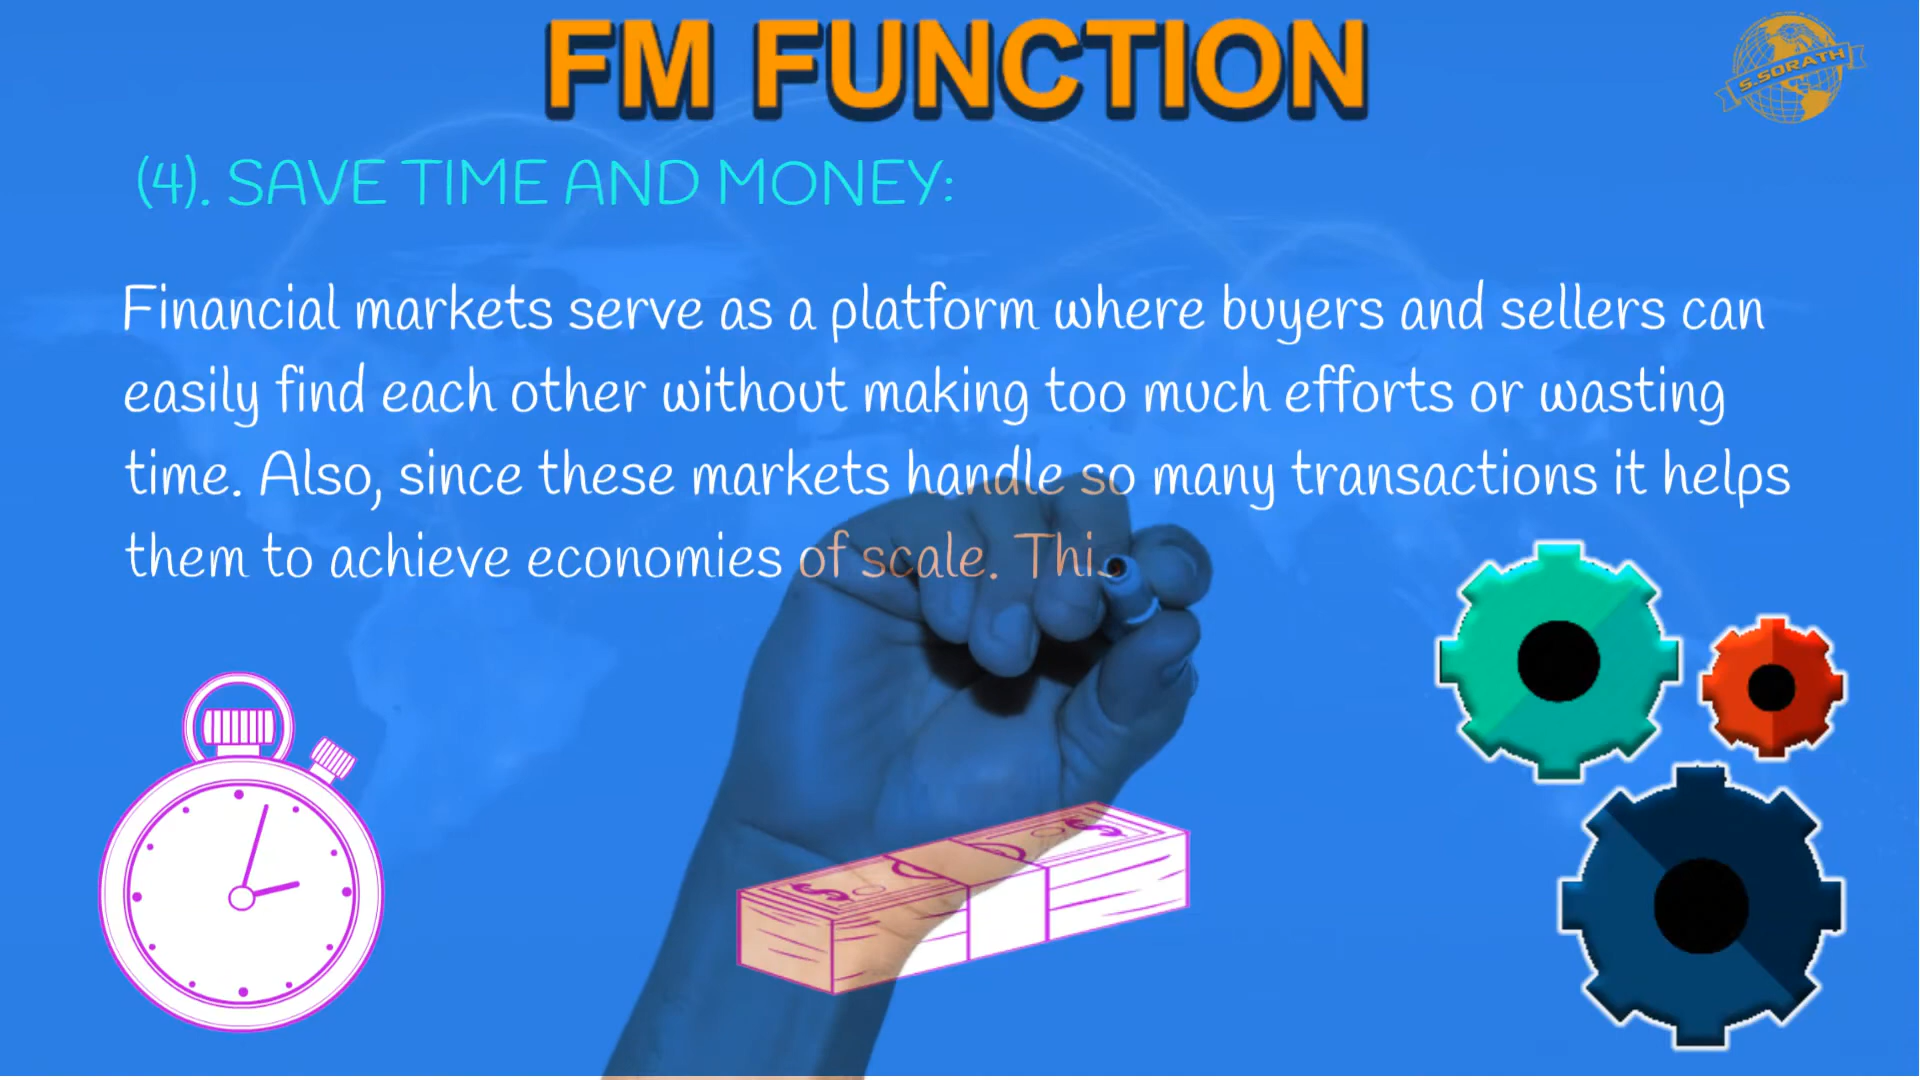 FM FUNCTION
S.SORATH
(4). SAVE TIME AND MONEY:
Financial markets serve as a platform where buyers and sellers can
easily find each other without making too much efforts or wasting
time. Also, since these markets handle so many transactions it helps
them to achieve economies of scale. This